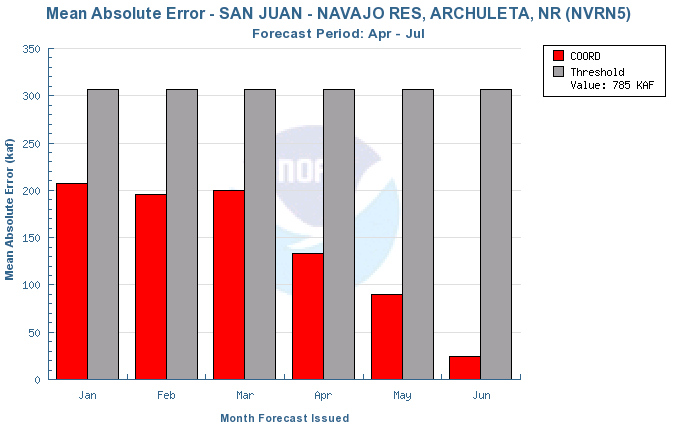 Mean Absolute Error - SAN JUAN - NAVAJO RES, ARCHULETA, NR (NVRN5)
Forecast Period: Apr - Jul
COORD
Threshold
Value: 785 KAF
Mean Absolute Error (kaf)
350
300
250
200
150
100
50
0
Jan Feb Mar Apr May Jun
Month Forecast Issued